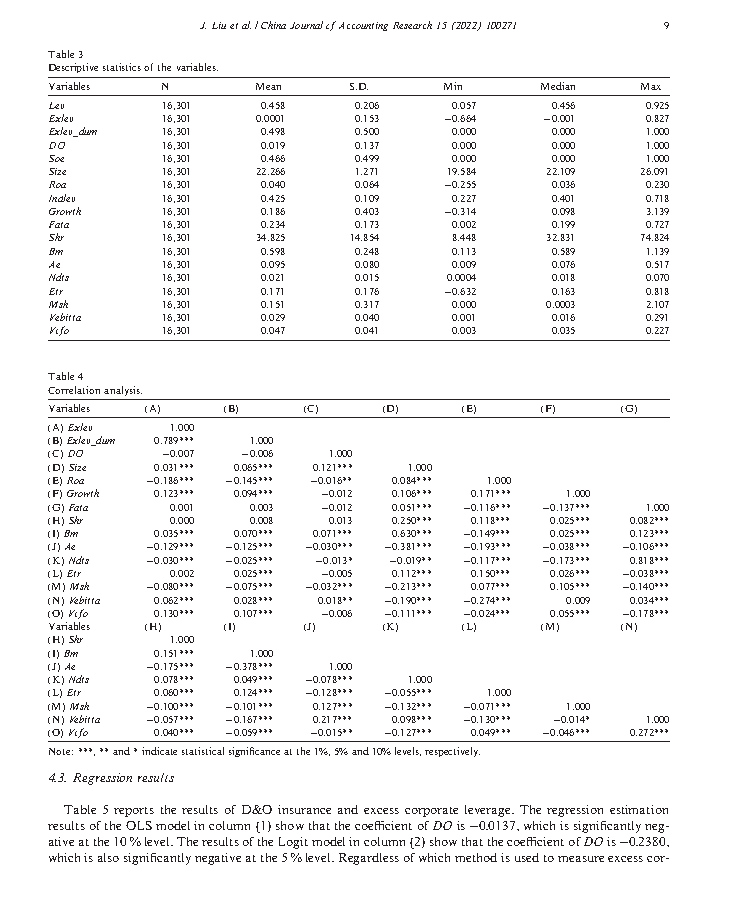 J. Liu et al. / China Journal of Accounting Research 15 (2022) 100271 9
Table 3
Descriptive statistics of the variables.
Variables N Mean S.D. Min Median Max
Lev 16,301 0.458 0.206 0.057 0.456 0.925
Exlev 16,301 0.0001 0.153 −0.664 −0.001 0.827
Exlev_dum 16,301 0.498 0.500 0.000 0.000 1.000
DO 16,301 0.019 0.137 0.000 0.000 1.000
Soe 16,301 0.466 0.499 0.000 0.000 1.000
Size 16,301 22.266 1.271 19.584 22.109 26.091
Roa 16,301 0.040 0.064 −0.255 0.036 0.230
Indlev 16,301 0.425 0.109 0.227 0.401 0.718
Growth 16,301 0.186 0.403 −0.314 0.098 3.139
Fata 16,301 0.234 0.173 0.002 0.199 0.727
Shr 16,301 34.825 14.854 8.448 32.831 74.824
Bm 16,301 0.598 0.248 0.113 0.589 1.139
Ae 16,301 0.095 0.080 0.009 0.076 0.517
Ndts 16,301 0.021 0.015 0.0004 0.018 0.070
Etr 16,301 0.171 0.176 −0.632 0.163 0.818
Msh 16,301 0.151 0.317 0.000 0.0003 2.107
Vebitta 16,301 0.029 0.040 0.001 0.016 0.291
Vcfo 16,301 0.047 0.041 0.003 0.035 0.227
Table 4
Correlation analysis.
Variables (A) (B) (C) (D) (E) (F) (G)
(A) Exlev 1.000
(B) Exlev_dum 0.789*** 1.000
(C) DO −0.007 −0.006 1.000
(D) Size 0.031*** 0.065*** 0.121*** 1.000
(E) Roa −0.186*** −0.145*** −0.016** 0.084*** 1.000
(F) Growth 0.123*** 0.094*** −0.012 0.106*** 0.171*** 1.000
(G) Fata 0.001 0.003 −0.012 0.051*** −0.116*** −0.137*** 1.000
(H) Shr 0.000 0.008 0.013 0.250*** 0.118*** 0.025*** 0.082***
(I) Bm 0.035*** 0.070*** 0.071*** 0.630*** −0.149*** 0.025*** 0.123***
(J) Ae −0.129*** −0.125*** −0.030*** −0.381*** −0.193*** −0.038*** −0.106***
(K) Ndts −0.030*** −0.025*** −0.013* −0.019** −0.117*** −0.173*** 0.818***
(L) Etr 0.002 0.025*** −0.005 0.112*** 0.150*** 0.026*** −0.038***
(M) Msh −0.080*** −0.075*** −0.032*** −0.213*** 0.077*** 0.105*** −0.140***
(N) Vebitta 0.062*** 0.028*** 0.018** −0.190*** −0.274*** 0.009 0.034***
(O) Vcfo 0.130*** 0.107*** −0.006 −0.111*** −0.024*** 0.055*** −0.178***
Variables (H) (I) (J) (K) (L) (M) (N)
(H) Shr 1.000
(I) Bm 0.151*** 1.000
(J) Ae −0.175*** −0.378*** 1.000
(K) Ndts 0.078*** 0.049*** −0.078*** 1.000
(L) Etr 0.060*** 0.124*** −0.128*** −0.055*** 1.000
(M) Msh −0.100*** −0.101*** 0.127*** −0.132*** −0.071*** 1.000
(N) Vebitta −0.057*** −0.167*** 0.217*** 0.098*** −0.130*** −0.014* 1.000
(O) Vcfo 0.040*** −0.059*** −0.015** −0.127*** 0.049*** −0.046*** 0.272***
Note: ***, ** and * indicate statistical significance at the 1%, 5% and 10% levels, respectively.
4.3. Regression results
Table 5 reports the results of D&O insurance and excess corporate leverage. The regression estimation
results of the OLS model in column (1) show that the coefficient of DO is −0.0137, which is significantly neg-
ative at the 10 % level. The results of the Logit model in column (2) show that the coefficient of DO is −0.2380,
which is also significantly negative at the 5 % level. Regardless of which method is used to measure excess cor-